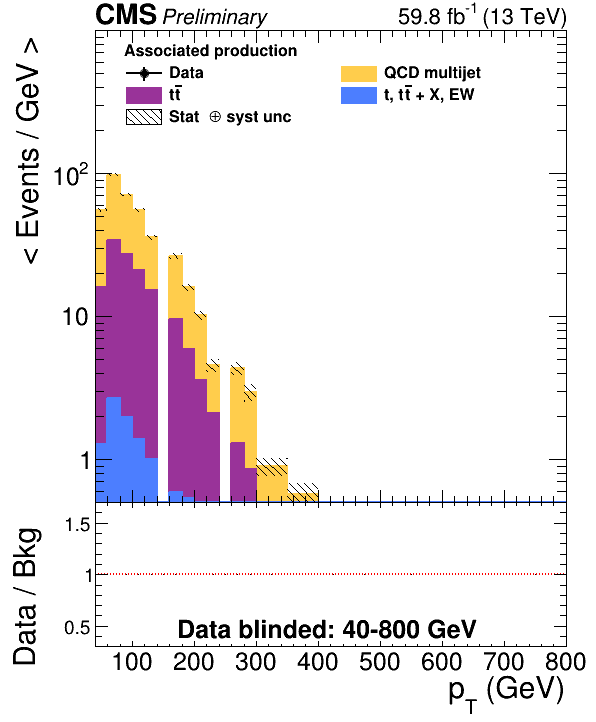 CMS Preliminary 59.8 fb⁻¹ (13 TeV)
Associated production
Data QCD multijet
tt̄ t, tt̄ + X, EW
Stat ⊕ syst unc
< Events / GeV >
10²
10
1
Data / Bkg
1.5
1
0.5
Data blinded: 40-800 GeV
100 200 300 400 500 600 700 800
p_T (GeV)